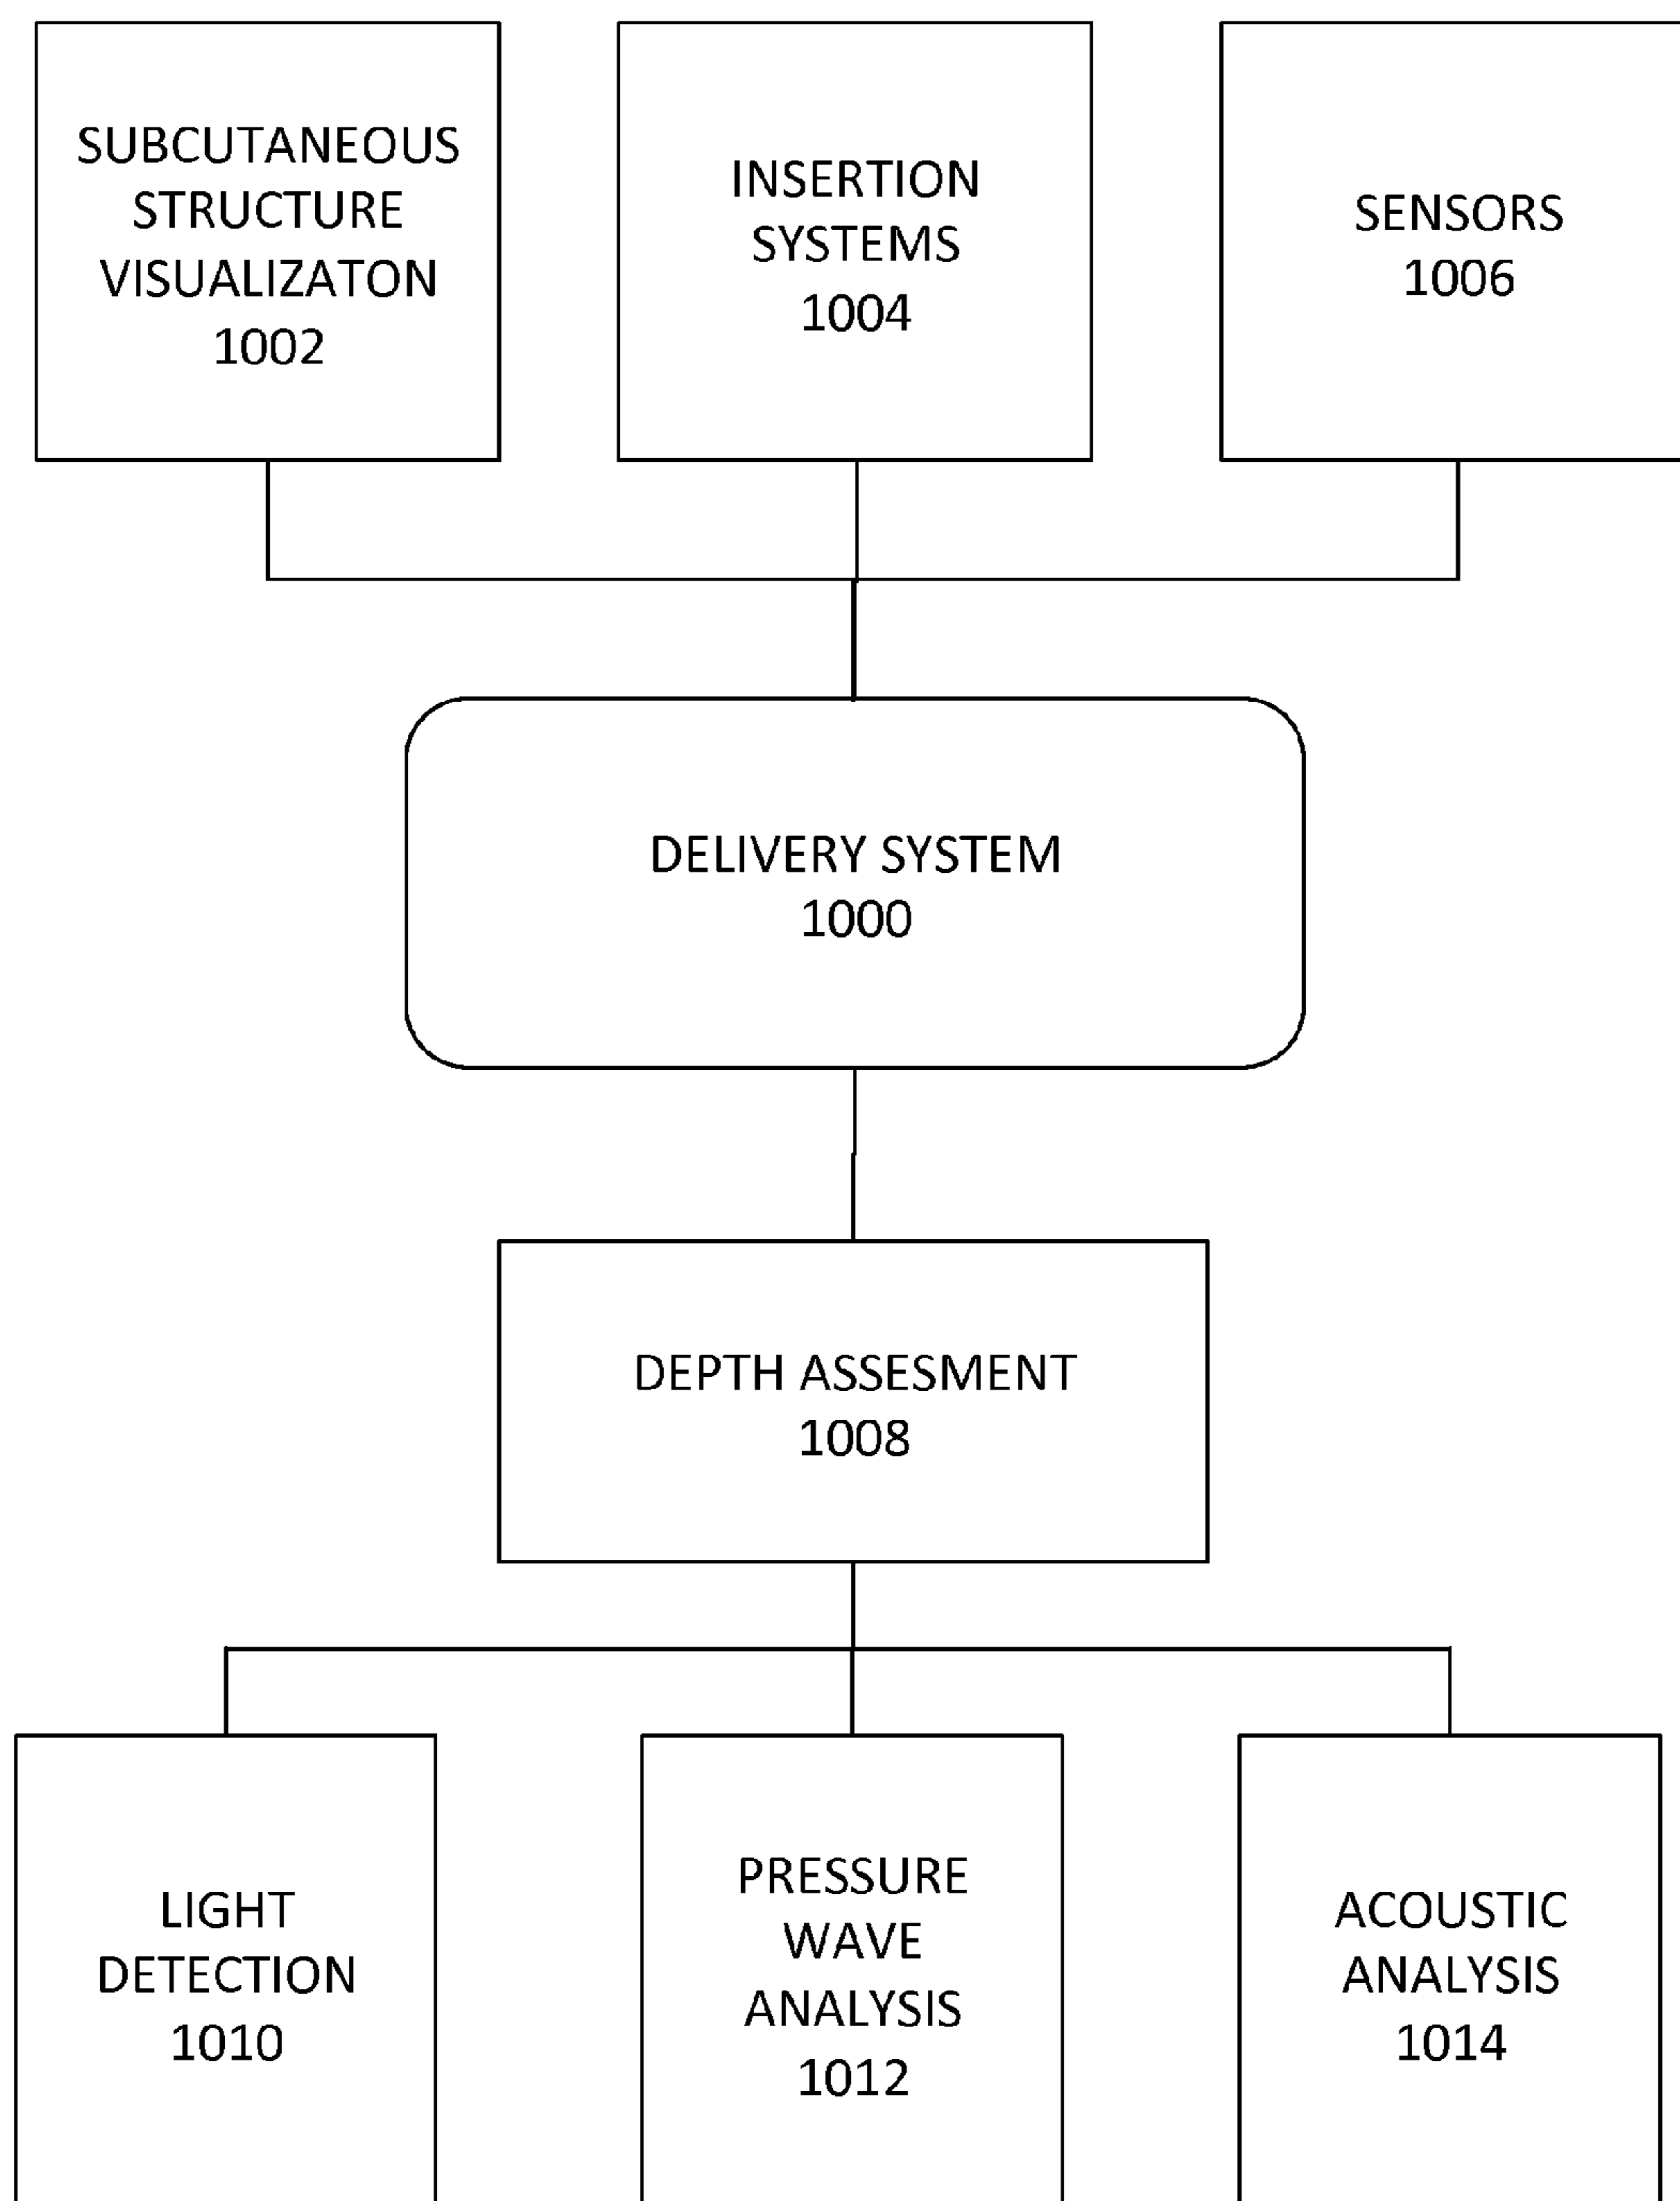 SUBCUTANEOUS
STRUCTURE
VISUALIZATON
1002
INSERTION
SYSTEMS
1004
SENSORS
1006
DELIVERY SYSTEM
1000
DEPTH ASSESMENT
1008
LIGHT
DETECTION
1010
PRESSURE
WAVE
ANALYSIS
1012
ACOUSTIC
ANALYSIS
1014